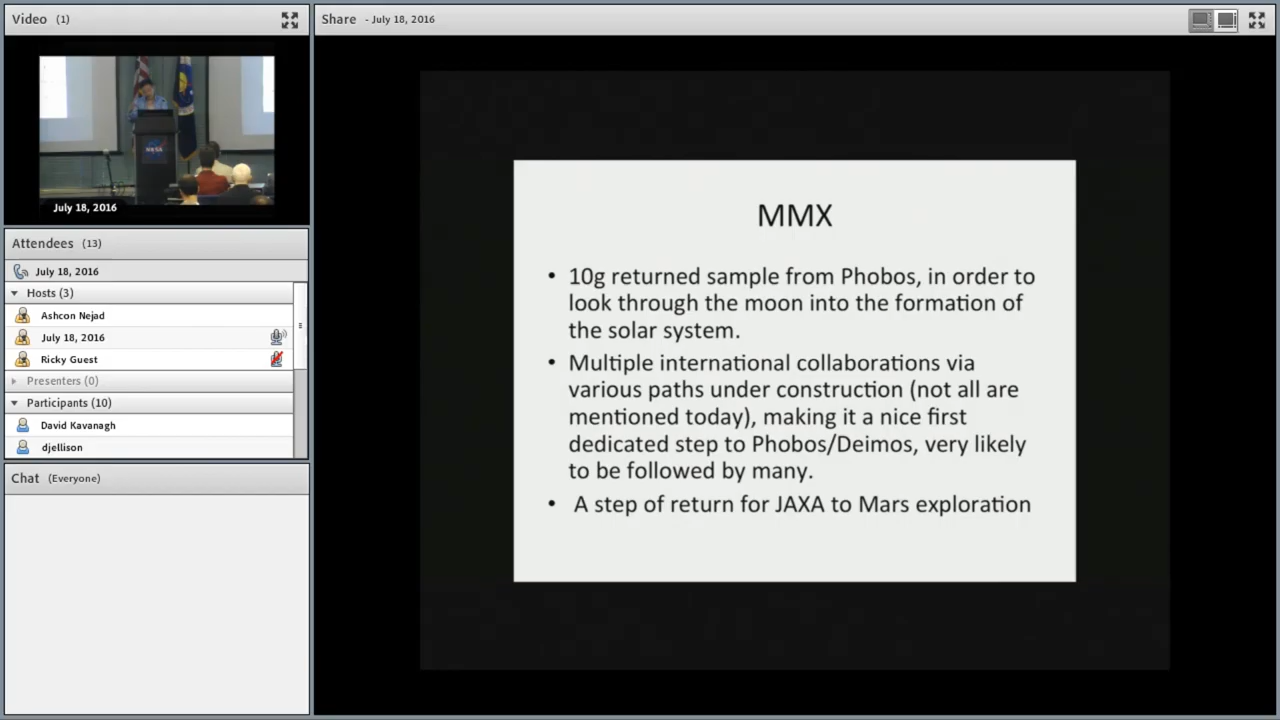 Video (1)
NASA
July 18, 2016
Attendees (13)
July 18, 2016
Hosts (3)
Ashcon Nejad
July 18, 2016
Ricky Guest
Presenters (0)
Participants (10)
David Kavanagh
djellison
Chat (Everyone)
Share - July 18, 2016
MMX
• 10g returned sample from Phobos, in order to
look through the moon into the formation of
the solar system.
• Multiple international collaborations via
various paths under construction (not all are
mentioned today), making it a nice first
dedicated step to Phobos/Deimos, very likely
to be followed by many.
• A step of return for JAXA to Mars exploration